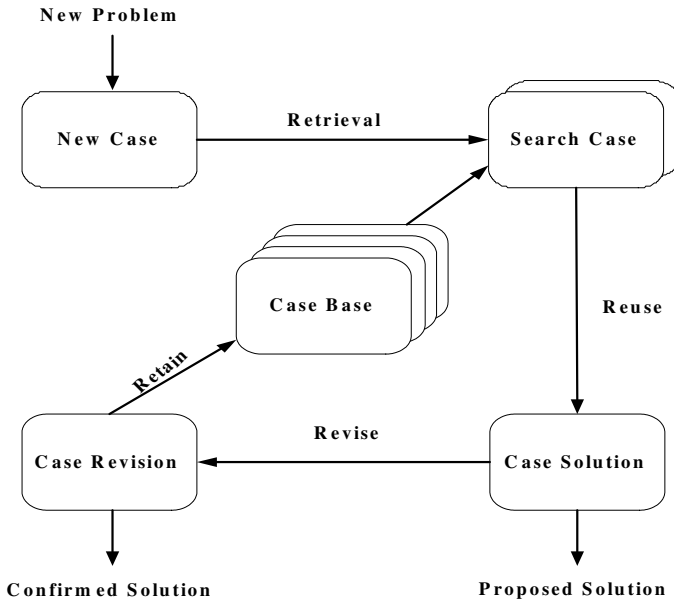 New Problem
New Case
Retrieval
Search Case
Case Base
Reuse
Retain
Revise
Case Revision
Case Solution
Confirmed Solution
Proposed Solution